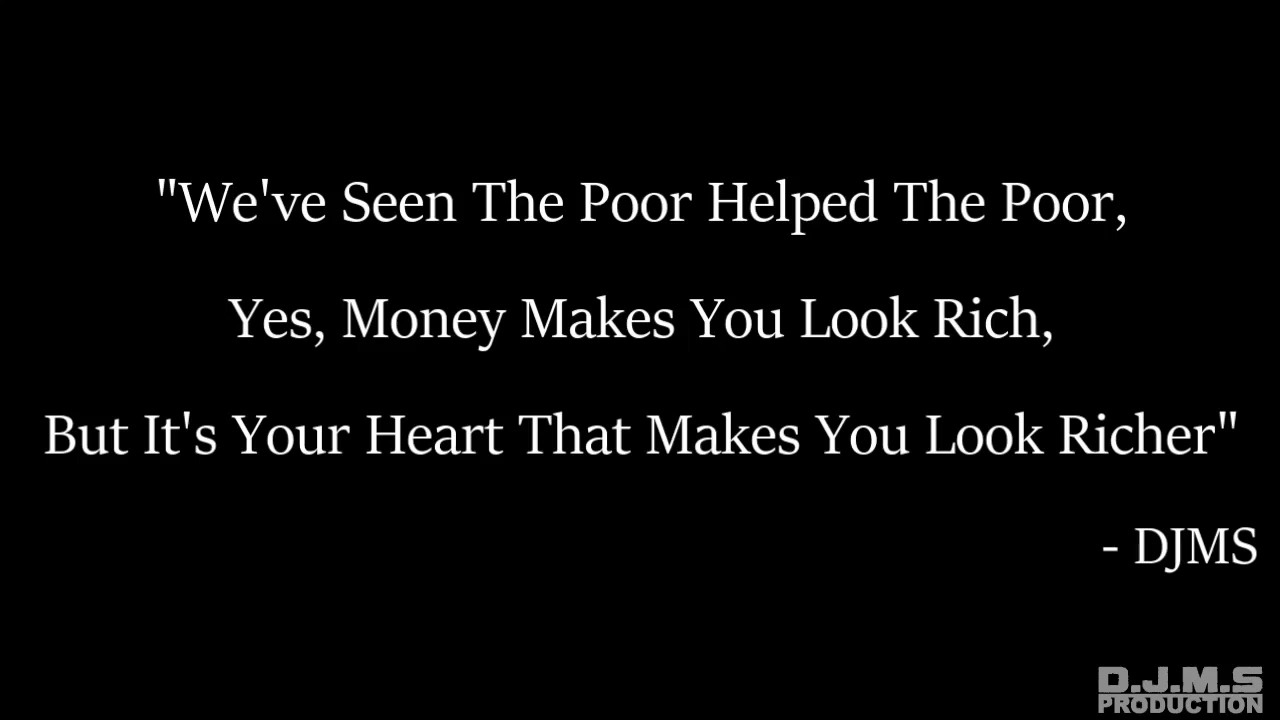 "We've Seen The Poor Helped The Poor,
Yes, Money Makes You Look Rich,
But It's Your Heart That Makes You Look Richer"
- DJMS
D.J.M.S
PRODUCTION